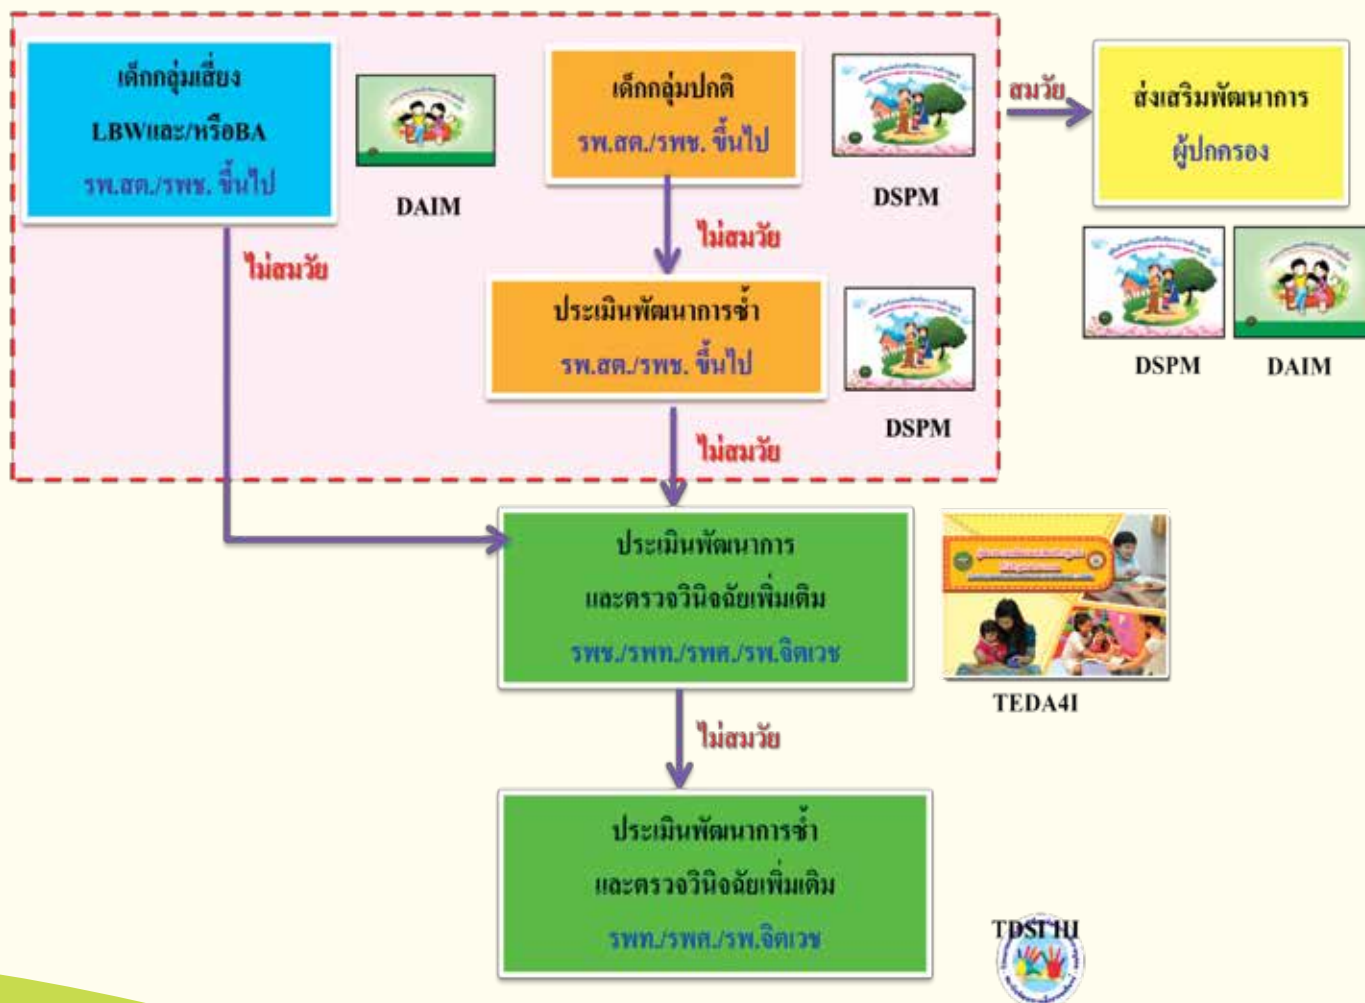 เด็กกลุ่มเสี่ยง
LBWและ/หรือBA
รพ.สต./รพช. ขึ้นไป
DAIM
ไม่สมวัย
เด็กกลุ่มปกติ
รพ.สต./รพช. ขึ้นไป
DSPM
ไม่สมวัย
ประเมินพัฒนาการซ้ำ
รพ.สต./รพช. ขึ้นไป
DSPM
ไม่สมวัย
สมวัย
ส่งเสริมพัฒนาการ
ผู้ปกครอง
DSPM
DAIM
ประเมินพัฒนาการ
และตรวจวินิจฉัยเพิ่มเติม
รพช./รพท./รพศ./รพ.จิตเวช
TEDA4I
ไม่สมวัย
ประเมินพัฒนาการซ้ำ
และตรวจวินิจฉัยเพิ่มเติม
รพท./รพศ./รพ.จิตเวช
TDSI III